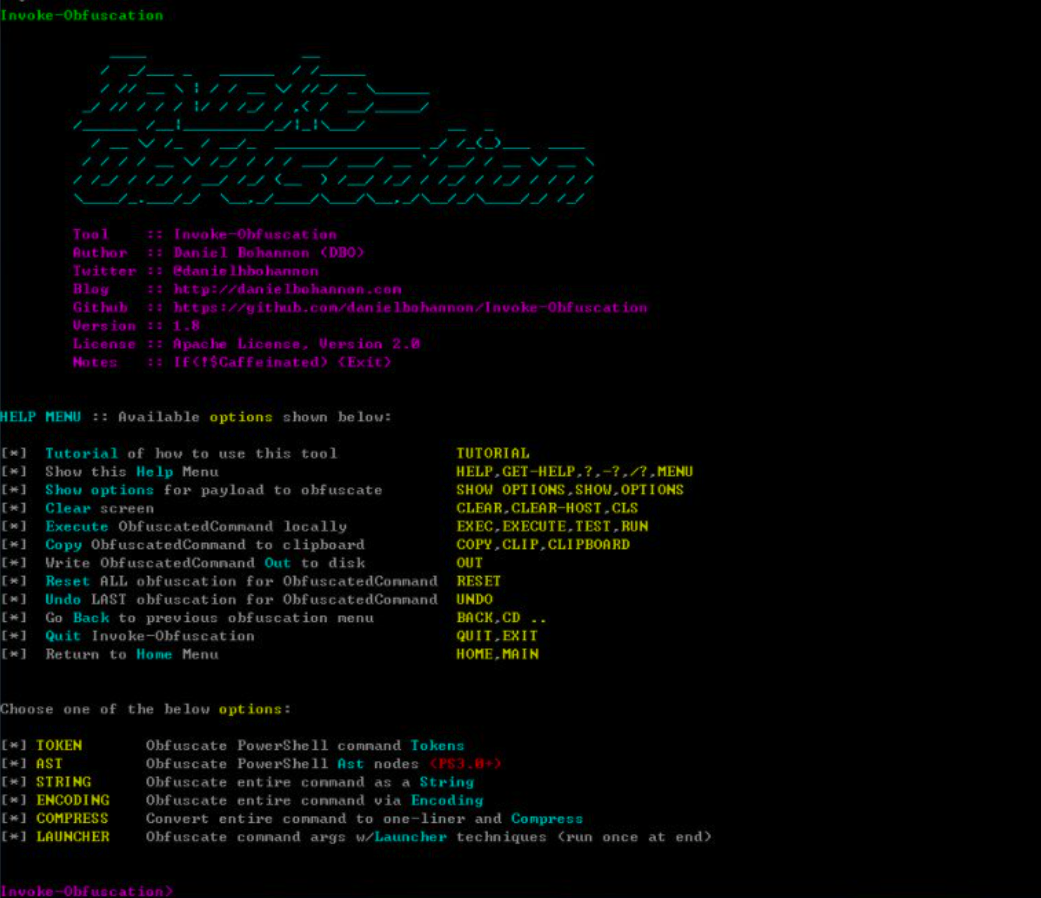 Invoke-Obfuscation
Invoke-
Obfuscation
Tool :: Invoke-Obfuscation
Author :: Daniel Bohannon (DBO)
Twitter :: @danielhbohannon
Blog :: http://danielbohannon.com
Github :: https://github.com/danielbohannon/Invoke-Obfuscation
Version :: 1.8
License :: Apache License, Version 2.0
Notes :: If(!$Caffeinated) {Exit}
HELP MENU :: Available options shown below:
[*] Tutorial of how to use this tool TUTORIAL
[*] Show this Help Menu HELP,GET-HELP,?,-?,/?,MENU
[*] Show options for payload to obfuscate SHOW OPTIONS,SHOW,OPTIONS
[*] Clear screen CLEAR,CLEAR-HOST,CLS
[*] Execute ObfuscatedCommand locally EXEC,EXECUTE,TEST,RUN
[*] Copy ObfuscatedCommand to clipboard COPY,CLIP,CLIPBOARD
[*] Write ObfuscatedCommand Out to disk OUT
[*] Reset ALL obfuscation for ObfuscatedCommand RESET
[*] Undo LAST obfuscation for ObfuscatedCommand UNDO
[*] Go Back to previous obfuscation menu BACK,CD ..
[*] Quit Invoke-Obfuscation QUIT,EXIT
[*] Return to Home Menu HOME,MAIN
Choose one of the below options:
[*] TOKEN Obfuscate PowerShell command Tokens
[*] AST Obfuscate PowerShell Ast nodes (PS3.0+)
[*] STRING Obfuscate entire command as a String
[*] ENCODING Obfuscate entire command via Encoding
[*] COMPRESS Convert entire command to one-liner and Compress
[*] LAUNCHER Obfuscate command args w/Launcher techniques (run once at end)
Invoke-Obfuscation>